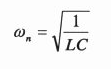 ωₙ = √(1/LC)